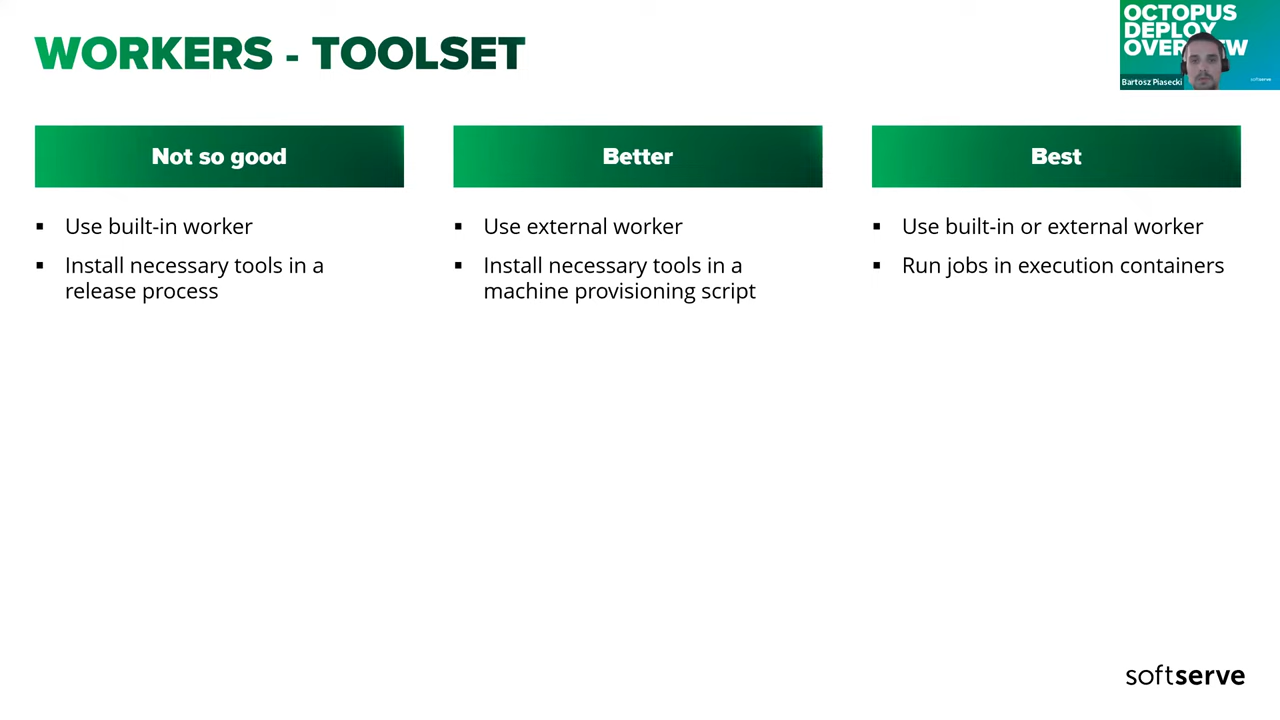 WORKERS - TOOLSET
OCTOPUS
DEPLOY
Bartosz Piasecki
softserve
Not so good
Better
Best
▪ Use built-in worker
▪ Install necessary tools in a
release process
▪ Use external worker
▪ Install necessary tools in a
machine provisioning script
▪ Use built-in or external worker
▪ Run jobs in execution containers
softserve